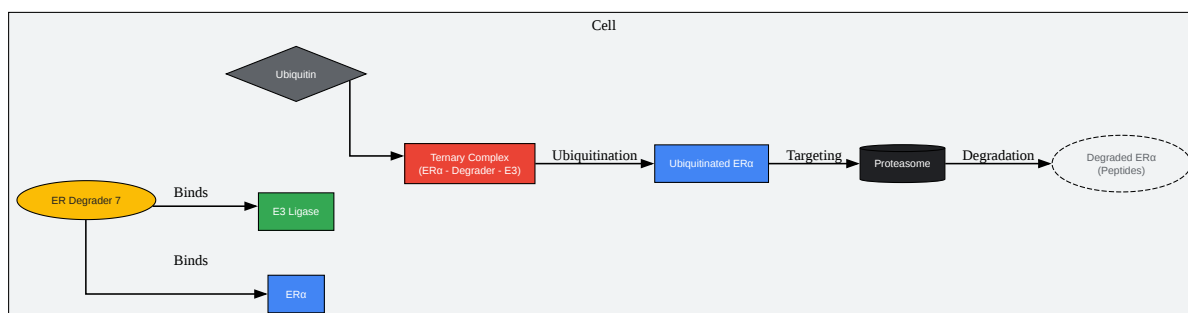 Cell
Ubiquitin
Ternary Complex
(ERα - Degrader - E3)
Ubiquitination
Ubiquitinated ERα
Targeting
Proteasome
Degradation
Degraded ERα
(Peptides)
ER Degrader 7
Binds
E3 Ligase
Binds
ERα